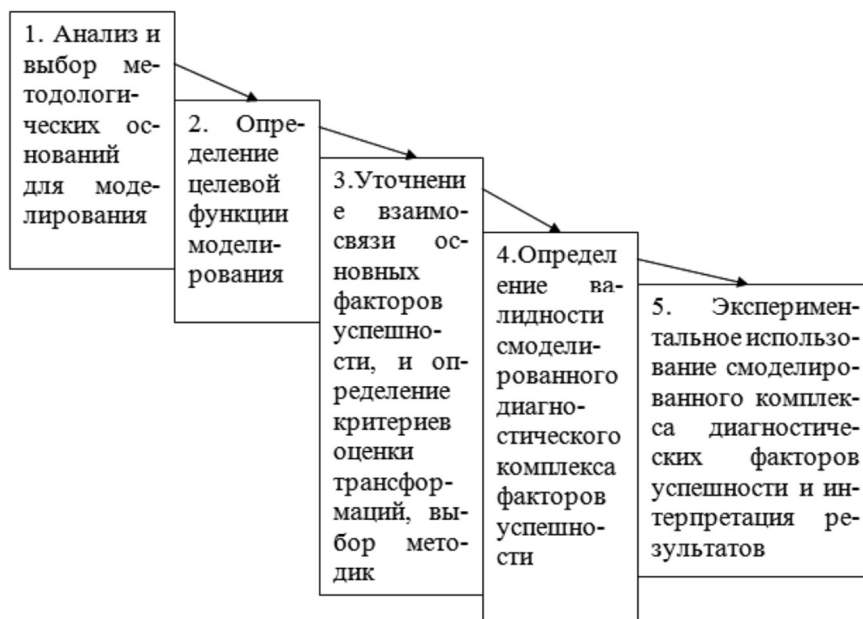 1. Анализ и
выбор ме-
тодологи-
ческих ос-
нований
для моде-
лирования
2. Опре-
деление
целевой
функции
модели-
рования
3.Уточнени
е взаимо-
связи ос-
новных
факторов
успешно-
сти, и оп-
ределение
критериев
оценки
трансфор-
маций, вы-
бор мето-
дик
4.Определ
ение ва-
лидности
смодели-
рованного
диагно-
стического
комплекса
факторов
успешно-
сти
5. Эксперимен-
тальное использо-
вание смоделиро-
ванного комплек-
са диагностиче-
ских факторов
успешности и ин-
терпретация ре-
зультатов